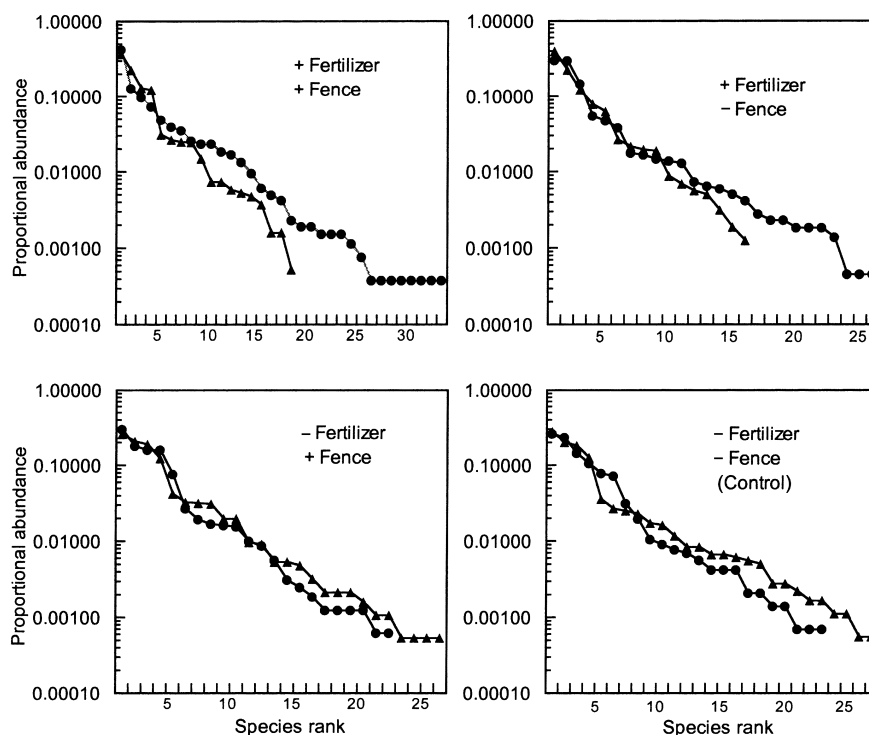 1.00000
0.10000
0.01000
0.00100
0.00010
Proportional abundance
+ Fertilizer
+ Fence
5 10 15 20 25 30
+ Fertilizer
– Fence
5 10 15 20 25
1.00000
0.10000
0.01000
0.00100
0.00010
Proportional abundance
– Fertilizer
+ Fence
5 10 15 20 25
Species rank
1.00000
0.10000
0.01000
0.00100
0.00010
– Fertilizer
– Fence
(Control)
5 10 15 20 25
Species rank
1.00000
0.10000
0.01000
0.00100
0.00010